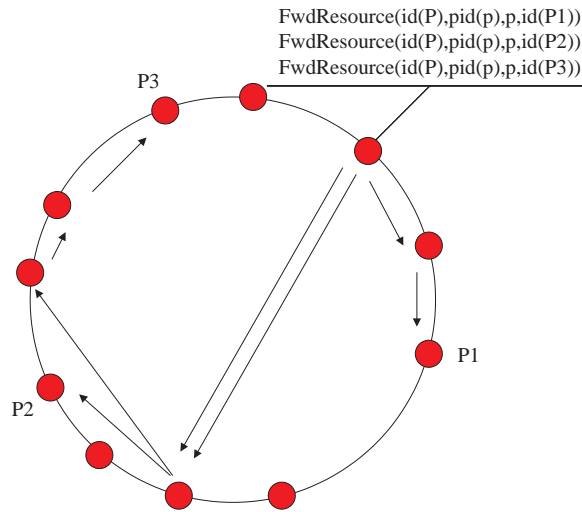 FwdResource(id(P),pid(p),p,id(P1))
FwdResource(id(P),pid(p),p,id(P2))
FwdResource(id(P),pid(p),p,id(P3))
P3
P1
P2